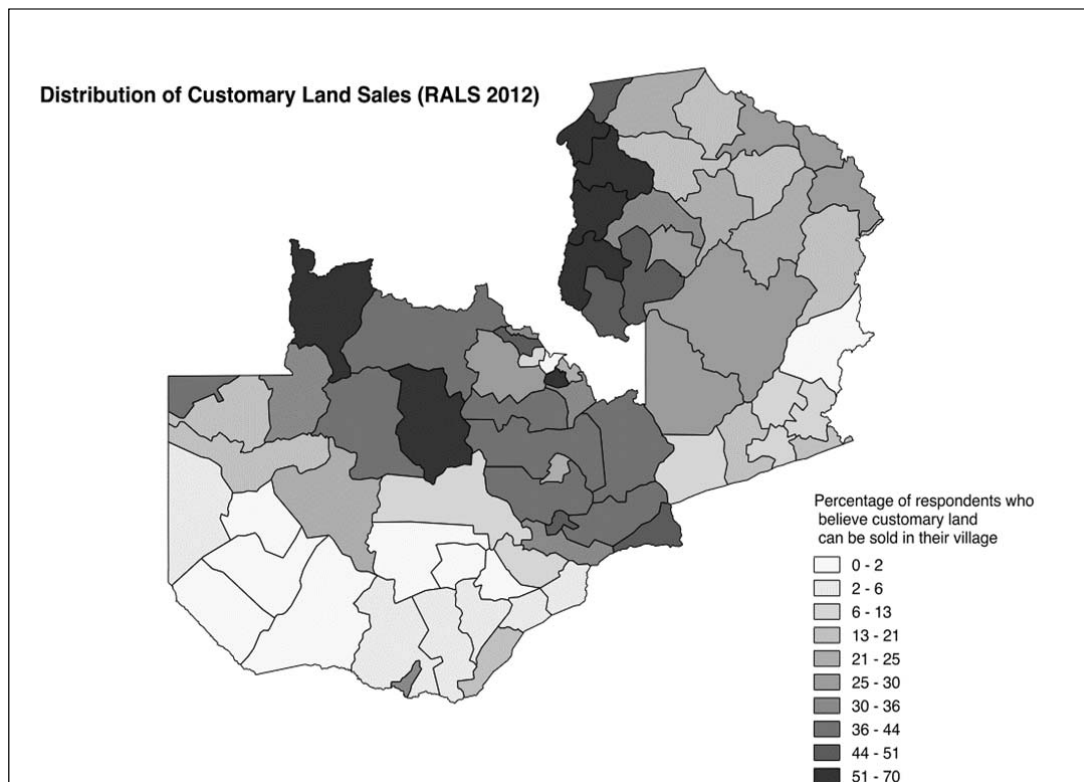 Distribution of Customary Land Sales (RALS 2012)
Percentage of respondents who
believe customary land
can be sold in their village
0 - 2
2 - 6
6 - 13
13 - 21
21 - 25
25 - 30
30 - 36
36 - 44
44 - 51
51 - 70